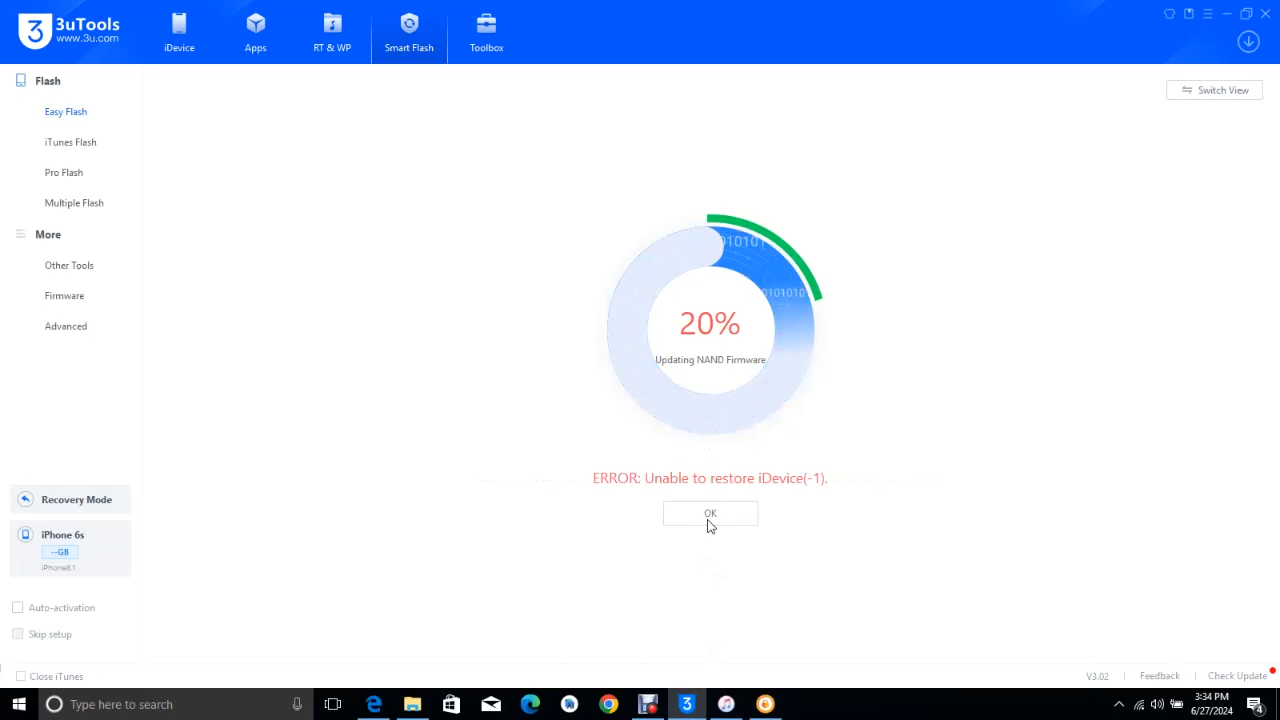 3uTools
www.3u.com
iDevice
Apps
RT & WP
Smart Flash
Toolbox
Flash
Switch View
Easy Flash
iTunes Flash
Pro Flash
Multiple Flash
More
Other Tools
Firmware
Advanced
010101
01010101
20%
Updating NAND Firmware
ERROR: Unable to restore iDevice(-1).
OK
Recovery Mode
iPhone 6s
--GB
iPhone8,1
Auto-activation
Skip setup
Close iTunes
V3.02
Feedback
Check Update
Type here to search
3:34 PM
6/27/2024
4